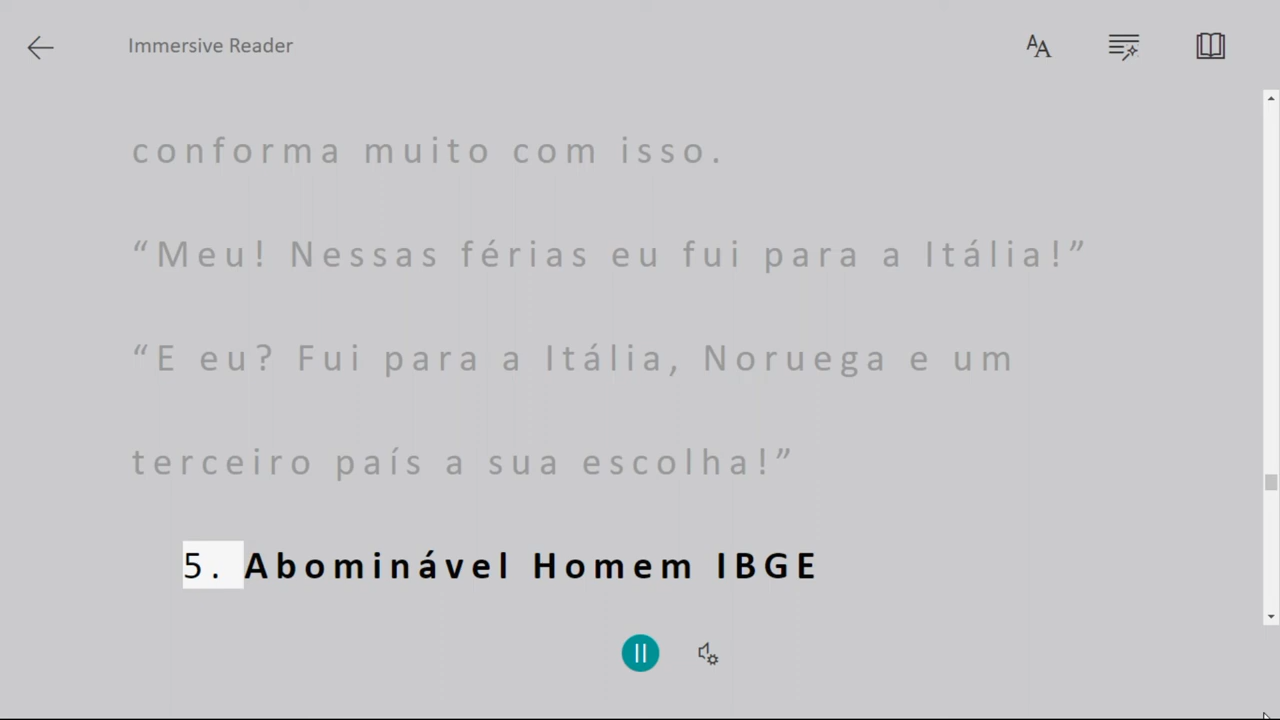 Immersive Reader
conforma muito com isso.
“Meu! Nessas férias eu fui para a Itália!”
“E eu? Fui para a Itália, Noruega e um
terceiro país a sua escolha!”
5. Abominável Homem IBGE